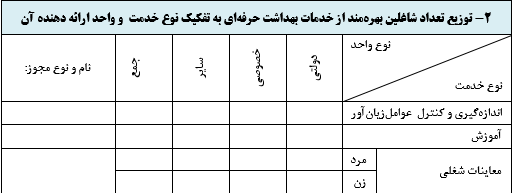 ۲- توزیع تعداد شاغلین بهره‌مند از خدمات بهداشت حرفه‌ای به تفکیک نوع خدمت و واحد ارائه دهنده آن
نوع واحد
نوع خدمت
دولتی
خصوصی
سایر
جمع
نام و نوع مجوز:
اندازه‌گیری و کنترل عوامل‌زیان‌آور
آموزش
معاینات شغلی
مرد
زن